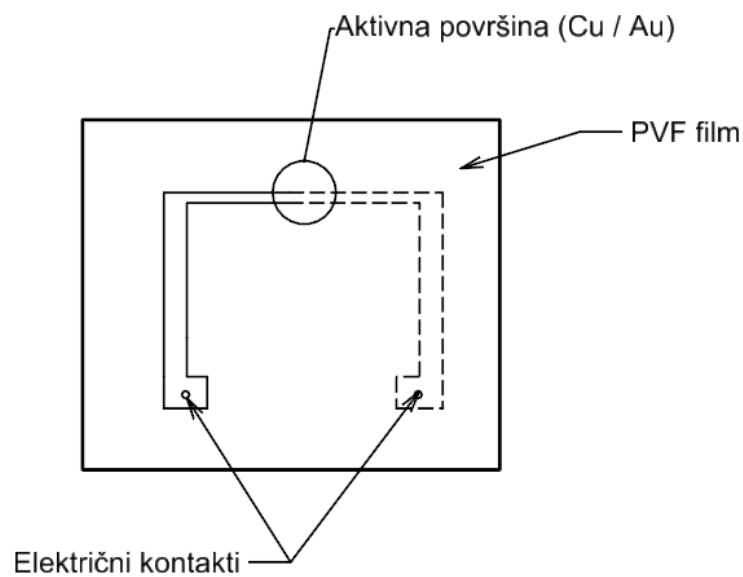 Aktivna površina (Cu / Au)
PVF film
Električni kontakti